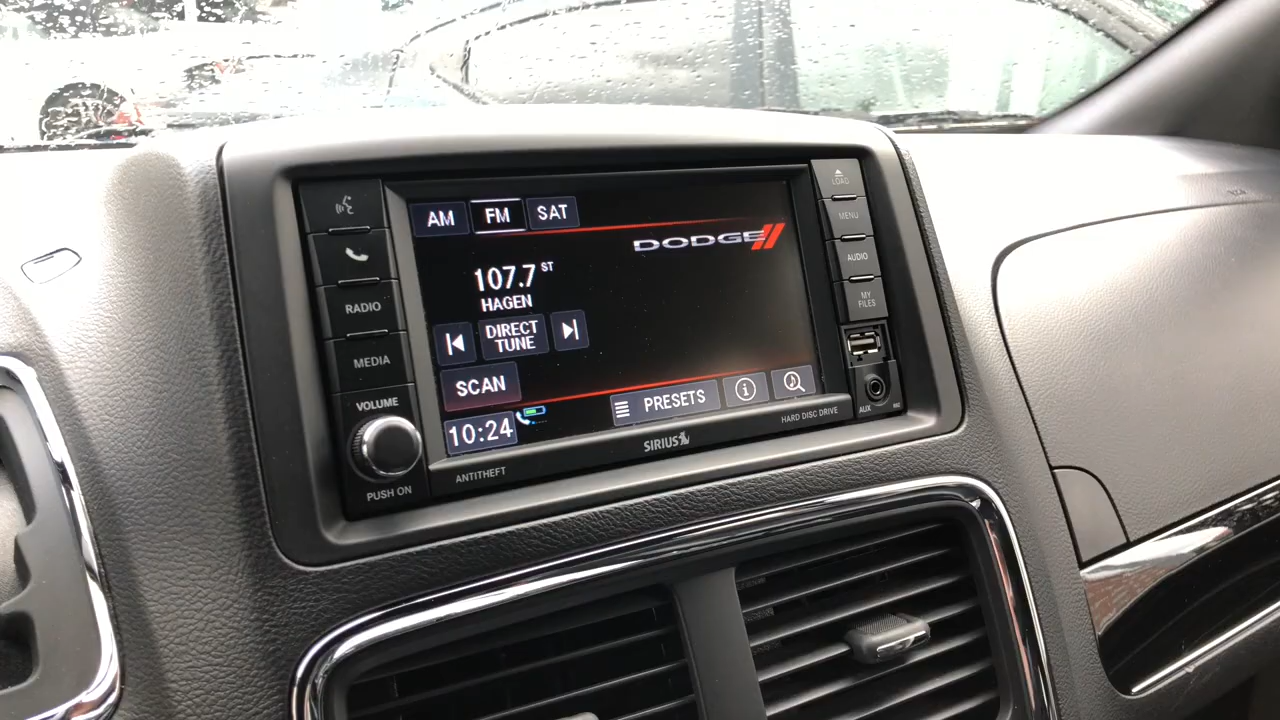 AM FM SAT
DODGE
107.7 ST
HAGEN
DIRECT
TUNE
SCAN
10:24
PRESETS
RADIO
MEDIA
VOLUME
PUSH ON
ANTITHEFT
SIRIUS
HARD DISC DRIVE
LOAD
MENU
AUDIO
MY
FILES
AUX